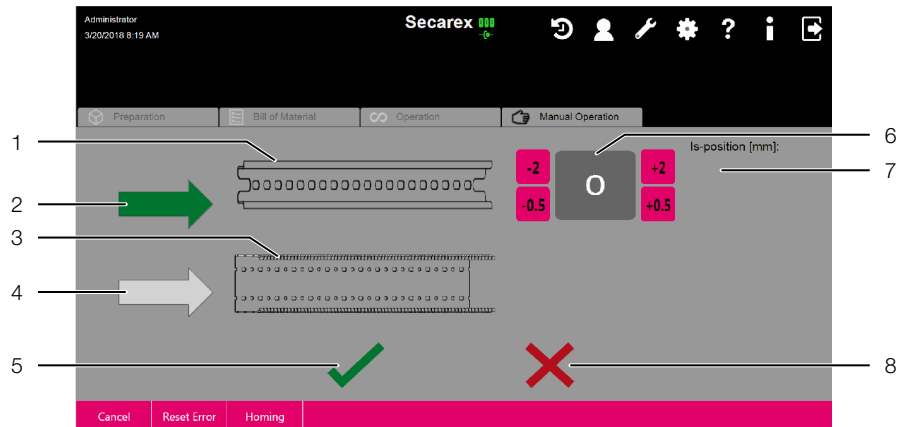 Administrator
3/20/2018 8:19 AM
Secarex
?
i
Preparation
Bill of Material
Operation
Manual Operation
1
2
3
4
5
6
7
8
-2
0
+2
-0.5
+0.5
Is-position [mm]:
Cancel
Reset Error
Homing